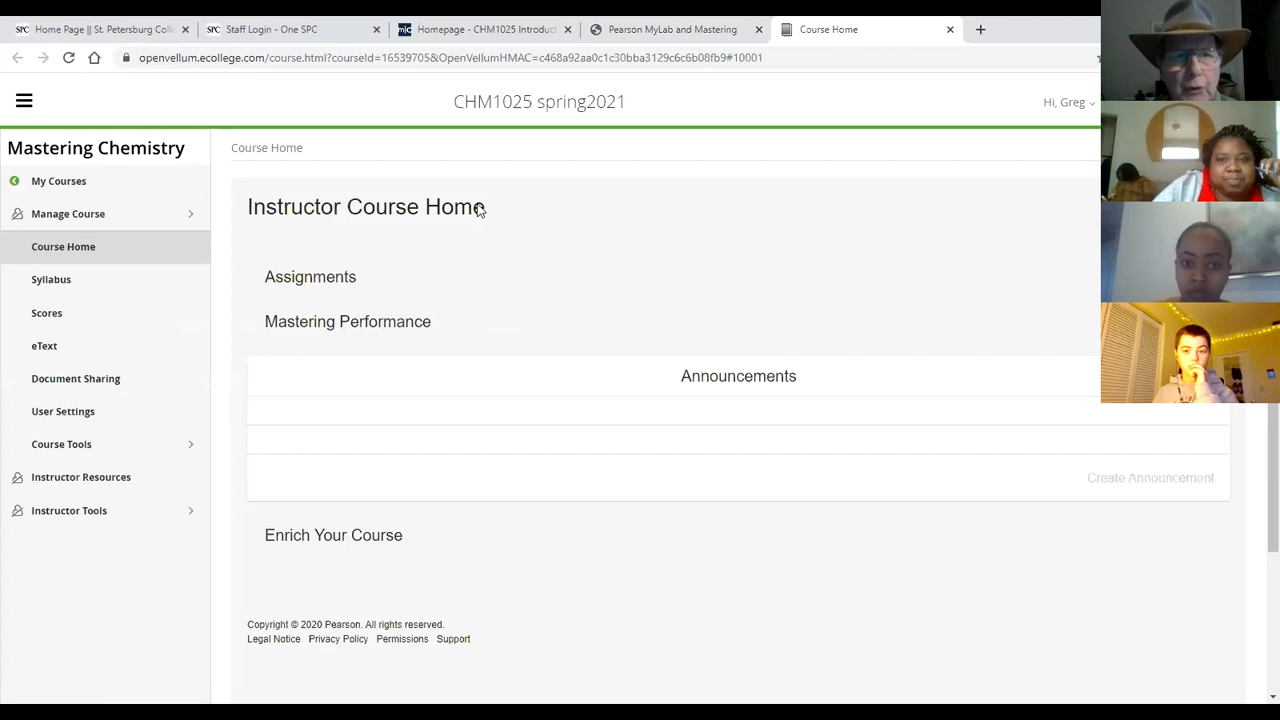 Home Page || St. Petersburg Coll
Staff Login - One SPC
Homepage - CHM1025 Introduc
Pearson MyLab and Mastering
Course Home
openvellum.ecollege.com/course.html?courseId=16539705&OpenVellumHMAC=c468a92aa0c1c30bba3129c6c6b08fb9#10001
CHM1025 spring2021
Hi, Greg
Mastering Chemistry
My Courses
Manage Course
Course Home
Syllabus
Scores
eText
Document Sharing
User Settings
Course Tools
Instructor Resources
Instructor Tools
Course Home
Instructor Course Home
Assignments
Mastering Performance
Announcements
Create Announcement
Enrich Your Course
Copyright © 2020 Pearson. All rights reserved.
Legal Notice Privacy Policy Permissions Support